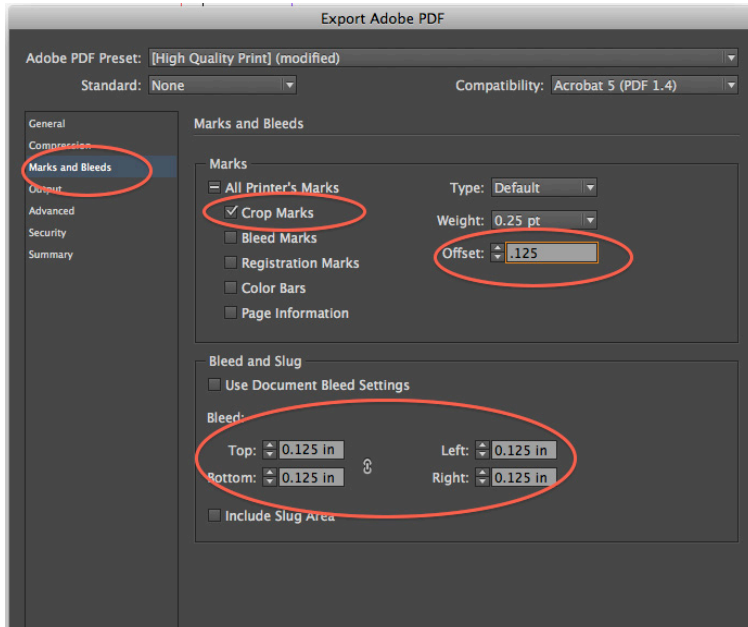 Export Adobe PDF
Adobe PDF Preset: [High Quality Print] (modified)
Standard: None Compatibility: Acrobat 5 (PDF 1.4)
General
Compression
Marks and Bleeds
Output
Advanced
Security
Summary
Marks and Bleeds
Marks
All Printer's Marks
Crop Marks
Bleed Marks
Registration Marks
Color Bars
Page Information
Type: Default
Weight: 0.25 pt
Offset: .125
Bleed and Slug
Use Document Bleed Settings
Bleed:
Top: 0.125 in Left: 0.125 in
Bottom: 0.125 in Right: 0.125 in
Include Slug Area